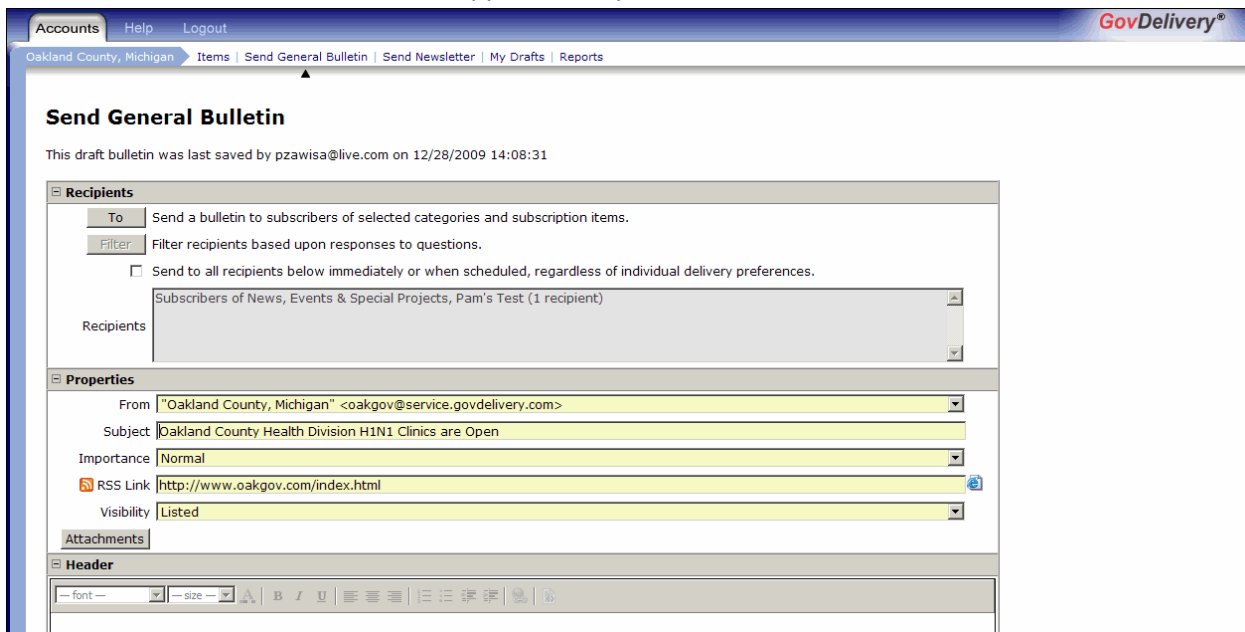 Accounts Help Logout GovDelivery®
Oakland County, Michigan Items | Send General Bulletin | Send Newsletter | My Drafts | Reports
Send General Bulletin
This draft bulletin was last saved by pzawisa@live.com on 12/28/2009 14:08:31
Recipients
To Send a bulletin to subscribers of selected categories and subscription items.
Filter Filter recipients based upon responses to questions.
Send to all recipients below immediately or when scheduled, regardless of individual delivery preferences.
Subscribers of News, Events & Special Projects, Pam's Test (1 recipient)
Recipients
Properties
From "Oakland County, Michigan" <oakgov@service.govdelivery.com>
Subject Oakland County Health Division H1N1 Clinics are Open
Importance Normal
RSS Link http://www.oakgov.com/index.html
Visibility Listed
Attachments
Header
— font — — size — A B I U